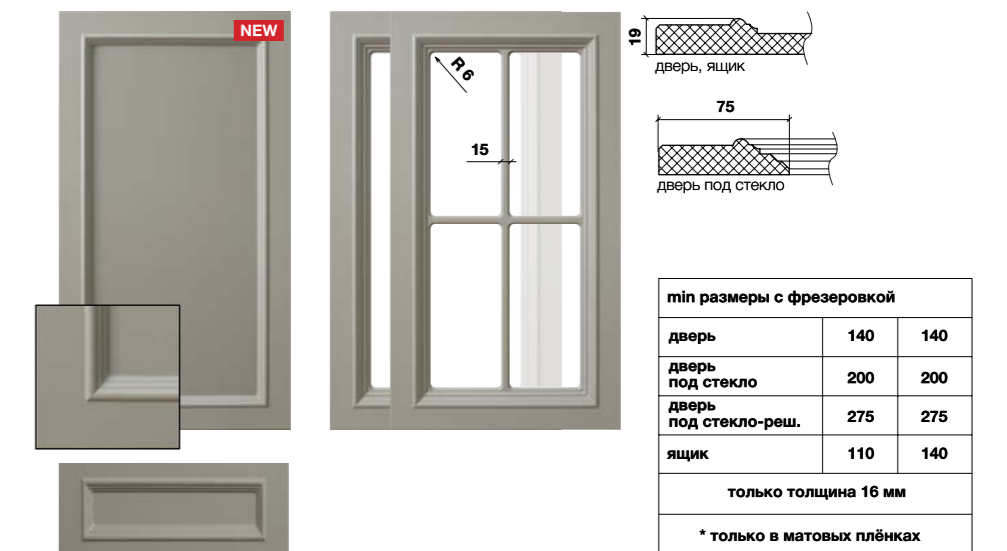 NEW
R 6
15
19
дверь, ящик
75
дверь под стекло
min размеры с фрезеровкой
дверь 140 140
дверь
под стекло 200 200
дверь
под стекло-реш. 275 275
ящик 110 140
только толщина 16 мм
* только в матовых плёнках